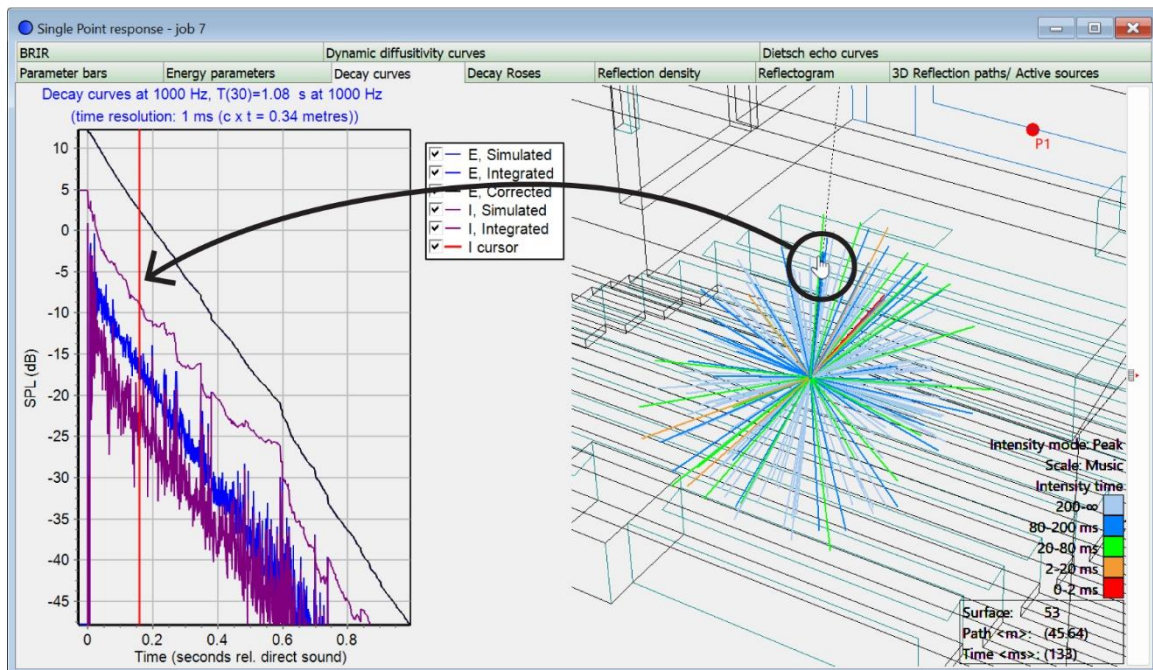 Single Point response - job 7
BRIR
Dynamic diffusitivity curves
Dietsch echo curves
Parameter bars
Energy parameters
Decay curves
Decay Roses
Reflection density
Reflectogram
3D Reflection paths/ Active sources
Decay curves at 1000 Hz, T(30)=1.08 s at 1000 Hz
(time resolution: 1 ms (c x t = 0.34 metres))
10
5
0
-5
-10
-15
-20
-25
-30
-35
-40
-45
SPL (dB)
0
0.2
0.4
0.6
0.8
Time (seconds rel. direct sound)
E, Simulated
E, Integrated
E, Corrected
I, Simulated
I, Integrated
I cursor
P1
Intensity mode: Peak
Scale: Music
Intensity time
200-∞
80-200 ms
20-80 ms
2-20 ms
0-2 ms
Surface: 53
Path <m>: (45.64)
Time <ms>: (133)